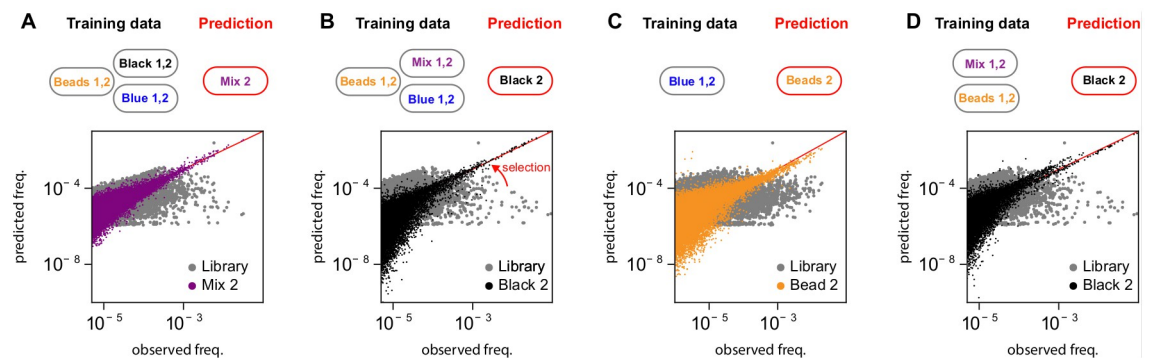 A Training data Prediction
Black 1,2
Beads 1,2
Blue 1,2
Mix 2
predicted freq.
10⁻⁴
10⁻⁸
Library
Mix 2
10⁻⁵ 10⁻³
observed freq.
B Training data Prediction
Mix 1,2
Beads 1,2
Blue 1,2
Black 2
selection
predicted freq.
10⁻⁴
10⁻⁸
Library
Black 2
10⁻⁵ 10⁻³
observed freq.
C Training data Prediction
Blue 1,2
Beads 2
predicted freq.
10⁻⁴
10⁻⁸
Library
Bead 2
10⁻⁵ 10⁻³
observed freq.
D Training data Prediction
Mix 1,2
Beads 1,2
Black 2
predicted freq.
10⁻⁴
10⁻⁸
Library
Black 2
10⁻⁵ 10⁻³
observed freq.